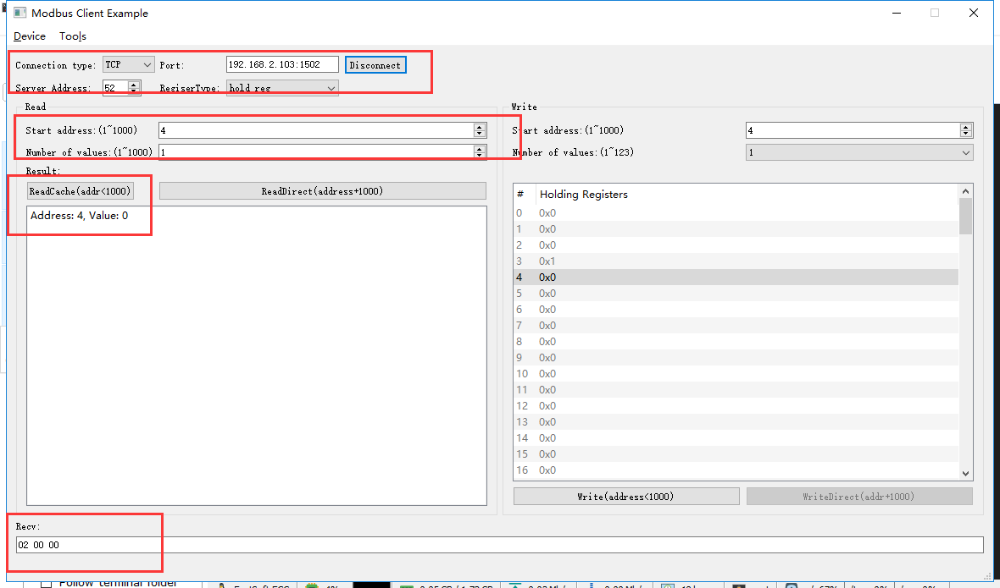 Modbus Client Example
Device Tools
Connection type: TCP Port: 192.168.2.103:1502 Disconnect
Server Address: 52 RegiserType: hold reg
Read
Start address:(1~1000) 4
Number of values:(1~1000) 1
Result:
ReadCache(addr<1000) ReadDirect(address+1000)
Address: 4, Value: 0
Write
Start address:(1~1000) 4
Number of values:(1~123) 1
# Holding Registers
0 0x0
1 0x0
2 0x0
3 0x1
4 0x0
5 0x0
6 0x0
7 0x0
8 0x0
9 0x0
10 0x0
11 0x0
12 0x0
13 0x0
14 0x0
15 0x0
16 0x0
Write(address<1000) WriteDirect(addr+1000)
Recv:
02 00 00
Follow terminal folder